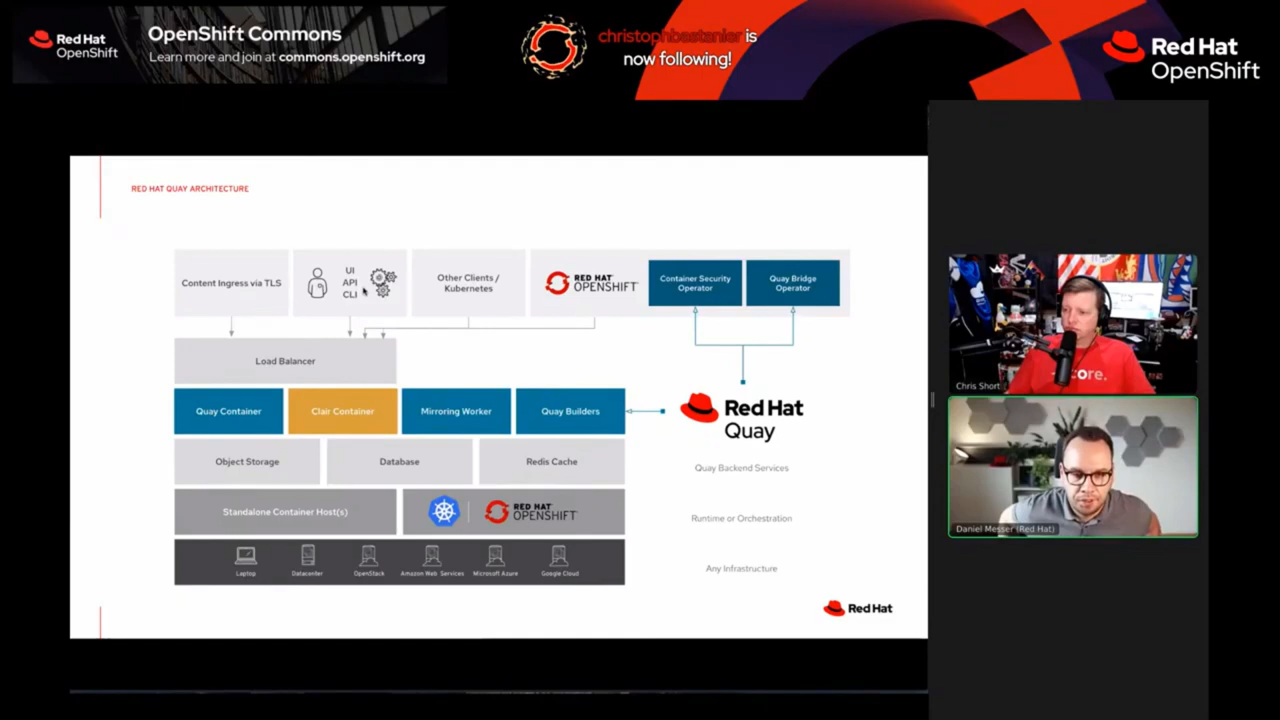 Red Hat
OpenShift
OpenShift Commons
Learn more and join at commons.openshift.org
christophbestanier is
now following!
Red Hat
OpenShift
RED HAT QUAY ARCHITECTURE
Content Ingress via TLS
UI
API
CLI
Other Clients /
Kubernetes
RED HAT
OPENSHIFT
Container Security
Operator
Quay Bridge
Operator
Load Balancer
Quay Container
Clair Container
Mirroring Worker
Quay Builders
Red Hat
Quay
Object Storage
Database
Redis Cache
Quay Backend Services
Standalone Container Host(s)
RED HAT
OPENSHIFT
Runtime or Orchestration
Laptop
Datacenter
OpenStack
Amazon Web Services
Microsoft Azure
Google Cloud
Any Infrastructure
Red Hat
Chris Short
Daniel Messer (Red Hat)